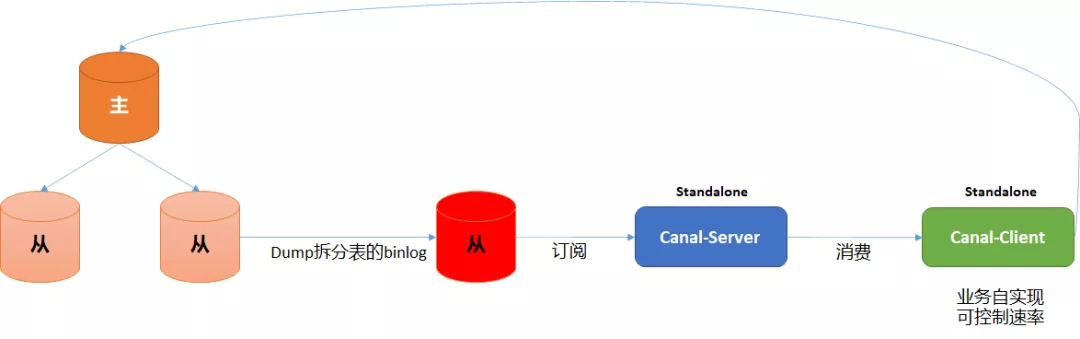 主
从
从
Dump拆分表的binlog
从
订阅
Standalone
Canal-Server
消费
Standalone
Canal-Client
业务自实现
可控制速率